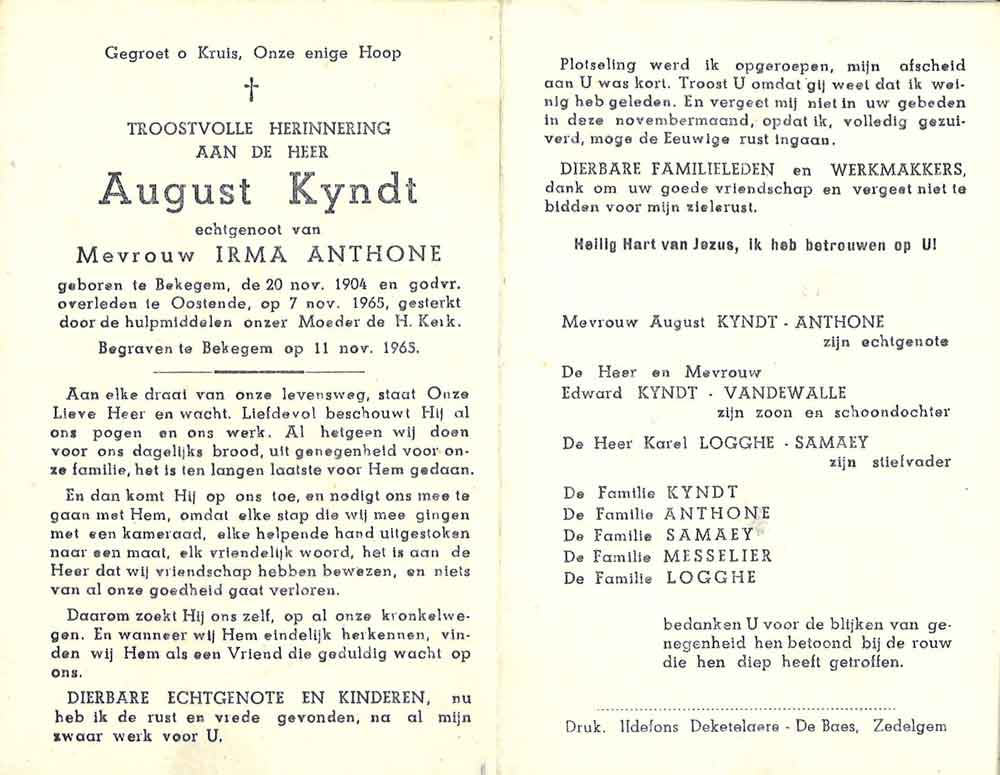 Gegroet o Kruis, Onze enige Hoop
✝
TROOSTVOLLE HERINNERING
AAN DE HEER
August Kyndt
echtgenoot van
Mevrouw IRMA ANTHONE
geboren te Bekegem, de 20 nov. 1904 en godvr.
overleden te Oostende, op 7 nov. 1965, gesterkt
door de hulpmiddelen onzer Moeder de H. Kerk.
Begraven te Bekegem op 11 nov. 1965.
Aan elke draai van onze levensweg, staat Onze
Lieve Heer en wacht. Liefdevol beschouwt Hij al
ons pogen en ons werk. Al hetgeen wij doen
voor ons dagelijks brood, uit genegenheid voor on-
ze familie, het is ten langen laatste voor Hem gedaan.
En dan komt Hij op ons toe, en nodigt ons mee te
gaan met Hem, omdat elke stap die wij mee gingen
met een kameraad, elke helpende hand uitgestoken
naar een maat, elk vriendelijk woord, het is aan de
Heer dat wij vriendschap hebben bewezen, en niets
van al onze goedheid gaat verloren.
Daarom zoekt Hij ons zelf, op al onze kronkelwe-
gen. En wanneer wij Hem eindelijk herkennen, vin-
den wij Hem als een Vriend die geduldig wacht op
ons.
DIERBARE ECHTGENOTE EN KINDEREN, nu
heb ik de rust en vrede gevonden, na al mijn
zwaar werk voor U.
Plotseling werd ik opgeroepen, mijn afscheid
aan U was kort. Troost U omdat gij weet dat ik wei-
nig heb geleden. En vergeet mij niet in uw gebeden
in deze novembermaand, opdat ik, volledig gezui-
verd, moge de Eeuwige rust ingaan.
DIERBARE FAMILIELEDEN en WERKMAKKERS,
dank om uw goede vriendschap en vergeet niet te
bidden voor mijn zielerust.
Heilig Hart van Jezus, ik heb betrouwen op U!
Mevrouw August KYNDT - ANTHONE
zijn echtgenote
De Heer en Mevrouw
Edward KYNDT - VANDEWALLE
zijn zoon en schoondochter
De Heer Karel LOGGHE - SAMAEY
zijn stiefvader
De Familie KYNDT
De Familie ANTHONE
De Familie SAMAEY
De Familie MESSELIER
De Familie LOGGHE
bedanken U voor de blijken van ge-
negenheid hen betoond bij de rouw
die hen diep heeft getroffen.
Druk. Ildefons Deketelaere - De Baes, Zedelgem